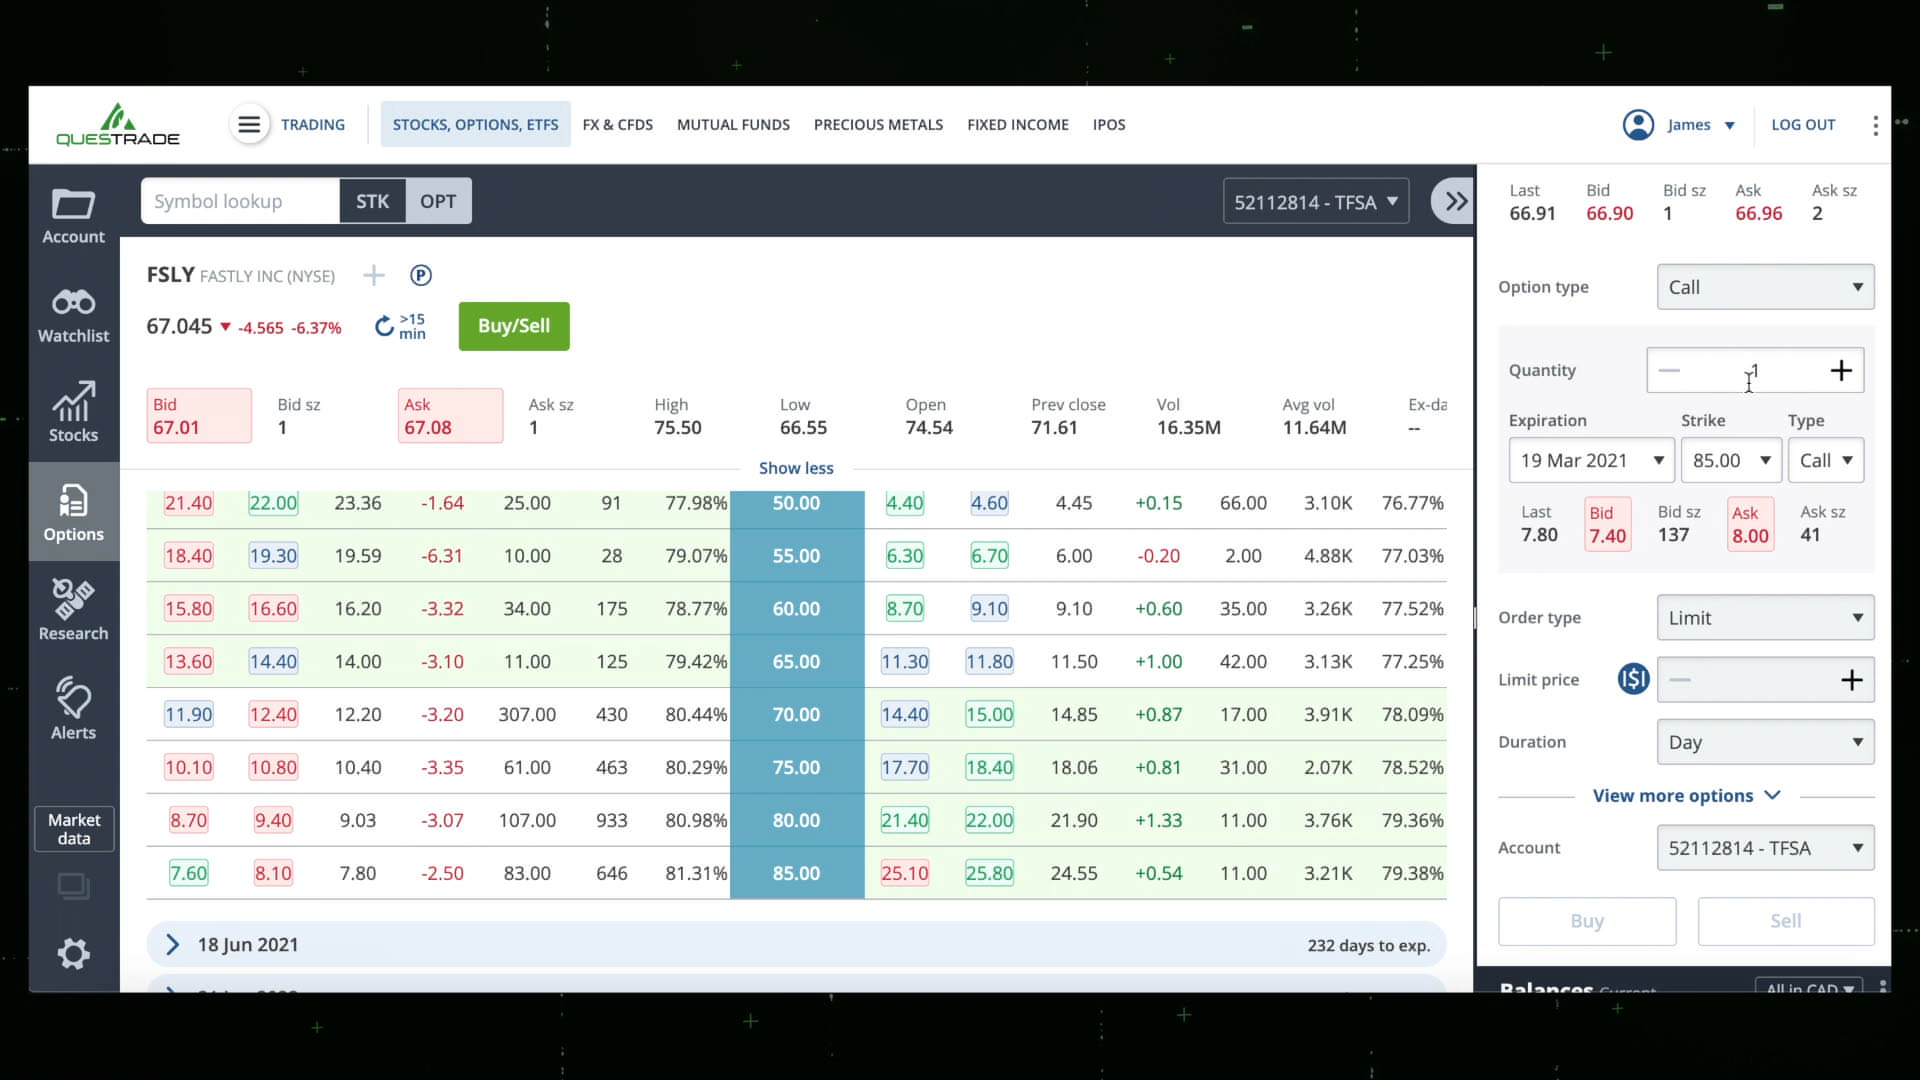 QUESTRADE
TRADING
STOCKS, OPTIONS, ETFS
FX & CFDS
MUTUAL FUNDS
PRECIOUS METALS
FIXED INCOME
IPOS
James
LOG OUT
Account
Watchlist
Stocks
Options
Research
Alerts
Market
data
Symbol lookup
STK
OPT
52112814 - TFSA
FSLY FASTLY INC (NYSE)
P
67.045 -4.565 -6.37%
>15
min
Buy/Sell
Bid Bid sz Ask Ask sz High Low Open Prev close Vol Avg vol Ex-da
67.01 1 67.08 1 75.50 66.55 74.54 71.61 16.35M 11.64M --
Show less
21.40 22.00 23.36 -1.64 25.00 91 77.98% 50.00 4.40 4.60 4.45 +0.15 66.00 3.10K 76.77%
18.40 19.30 19.59 -6.31 10.00 28 79.07% 55.00 6.30 6.70 6.00 -0.20 2.00 4.88K 77.03%
15.80 16.60 16.20 -3.32 34.00 175 78.77% 60.00 8.70 9.10 9.10 +0.60 35.00 3.26K 77.52%
13.60 14.40 14.00 -3.10 11.00 125 79.42% 65.00 11.30 11.80 11.50 +1.00 42.00 3.13K 77.25%
11.90 12.40 12.20 -3.20 307.00 430 80.44% 70.00 14.40 15.00 14.85 +0.87 17.00 3.91K 78.09%
10.10 10.80 10.40 -3.35 61.00 463 80.29% 75.00 17.70 18.40 18.06 +0.81 31.00 2.07K 78.52%
8.70 9.40 9.03 -3.07 107.00 933 80.98% 80.00 21.40 22.00 21.90 +1.33 11.00 3.76K 79.36%
7.60 8.10 7.80 -2.50 83.00 646 81.31% 85.00 25.10 25.80 24.55 +0.54 11.00 3.21K 79.38%
18 Jun 2021 232 days to exp.
Last Bid Bid sz Ask Ask sz
66.91 66.90 1 66.96 2
Option type Call
Quantity 1
Expiration Strike Type
19 Mar 2021 85.00 Call
Last Bid Bid sz Ask Ask sz
7.80 7.40 137 8.00 41
Order type Limit
Limit price
Duration Day
View more options
Account 52112814 - TFSA
Buy Sell
Balances Current All in CAD